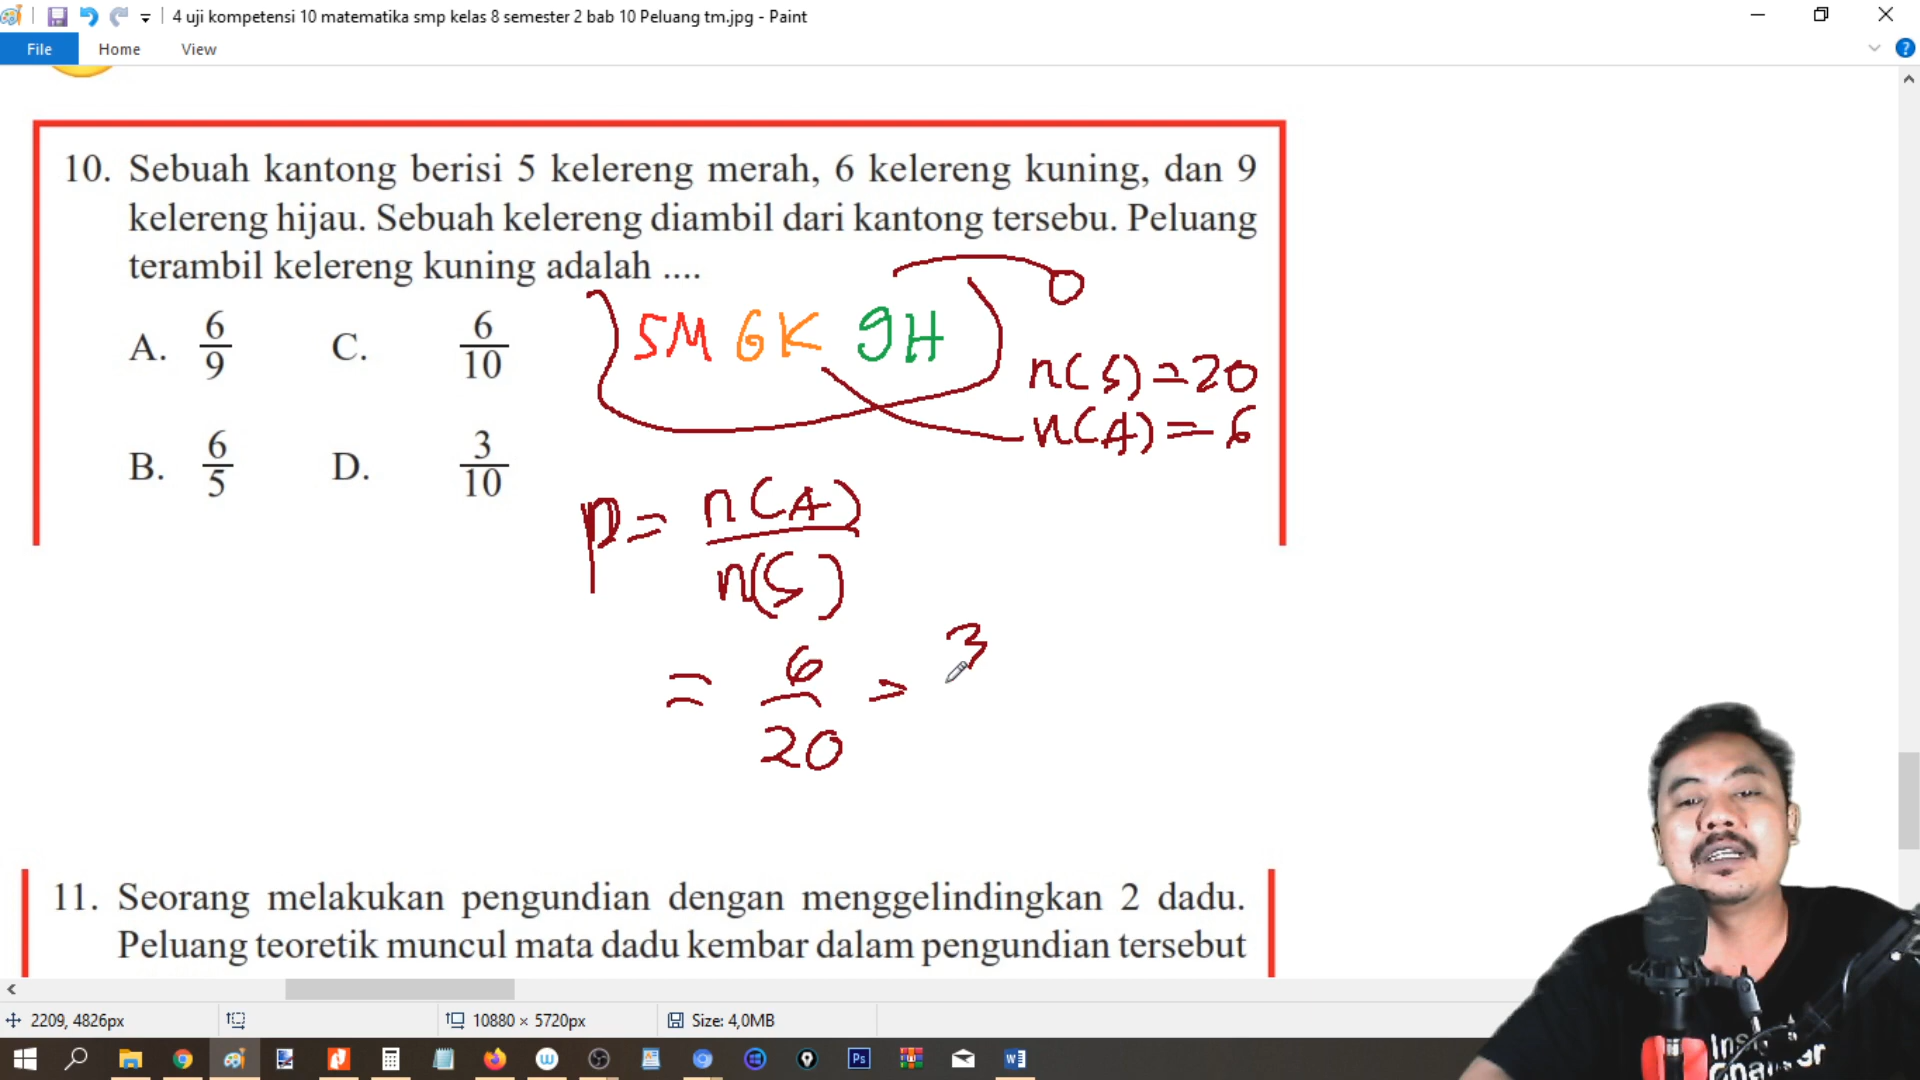 4 uji kompetensi 10 matematika smp kelas 8 semester 2 bab 10 Peluang tm.jpg - Paint
File Home View
10. Sebuah kantong berisi 5 kelereng merah, 6 kelereng kuning, dan 9
kelereng hijau. Sebuah kelereng diambil dari kantong tersebu. Peluang
terambil kelereng kuning adalah ....
A. 6/9 C. 6/10
B. 6/5 D. 3/10
5M 6K 9H
n(S) = 20
n(A) = 6
P = n(A)/n(S)
= 6/20 = 3
11. Seorang melakukan pengundian dengan menggelindingkan 2 dadu.
Peluang teoretik muncul mata dadu kembar dalam pengundian tersebut
2209, 4826px
10880 × 5720px
Size: 4,0MB
Ps